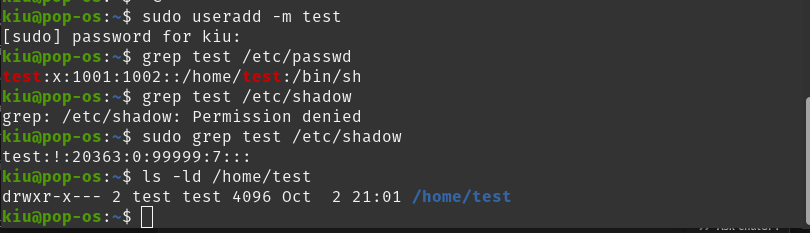 kiu@pop-os:~$ sudo useradd -m test
[sudo] password for kiu:
kiu@pop-os:~$ grep test /etc/passwd
test:x:1001:1002::/home/test:/bin/sh
kiu@pop-os:~$ grep test /etc/shadow
grep: /etc/shadow: Permission denied
kiu@pop-os:~$ sudo grep test /etc/shadow
test:!:20363:0:99999:7:::
kiu@pop-os:~$ ls -ld /home/test
drwxr-x--- 2 test test 4096 Oct  2 21:01 /home/test
kiu@pop-os:~$